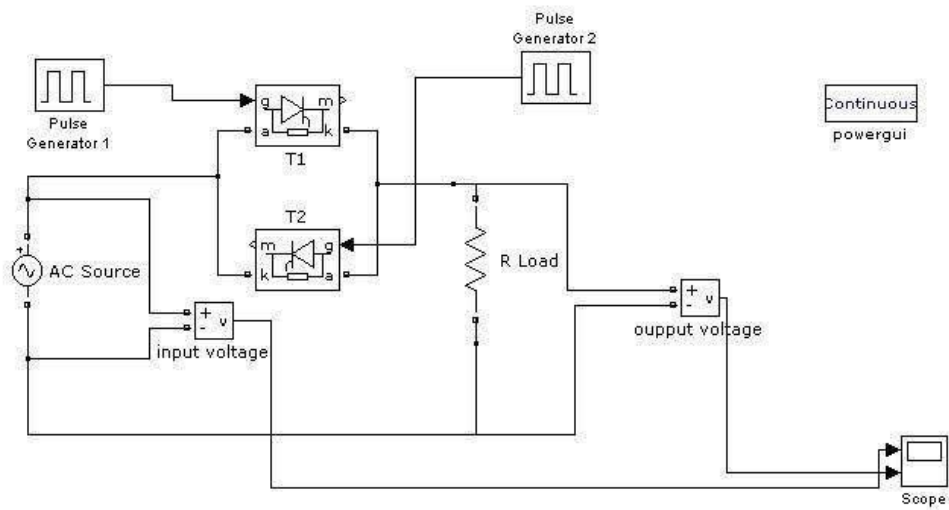 Pulse
Generator 2
Pulse
Generator 1
g
m
a
k
T1
Continuous
powergui
T2
m
g
k
a
+
AC Source
R Load
+
-
v
input voltage
+
-
v
oupput voltage
Scope